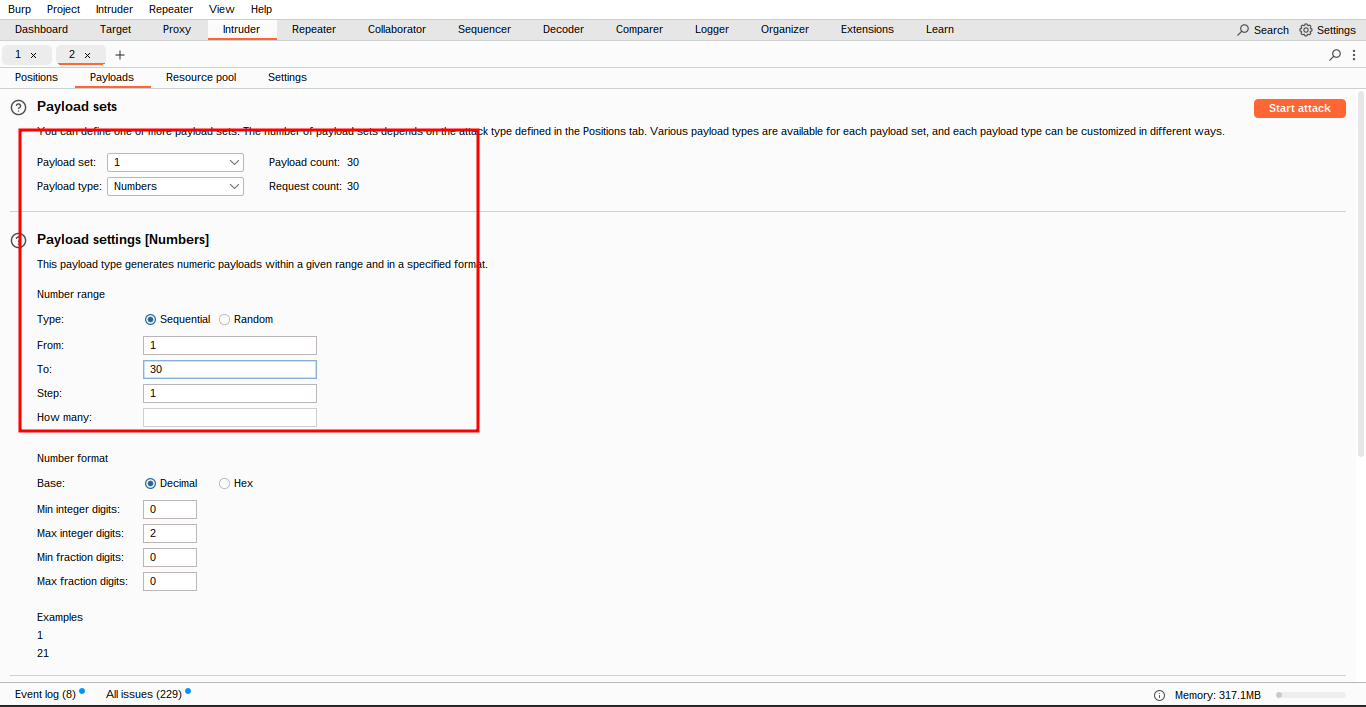 Burp Project Intruder Repeater View Help
Dashboard Target Proxy Intruder Repeater Collaborator Sequencer Decoder Comparer Logger Organizer Extensions Learn Search Settings
1 × 2 × +
Positions Payloads Resource pool Settings
? Payload sets Start attack
You can define one or more payload sets. The number of payload sets depends on the attack type defined in the Positions tab. Various payload types are available for each payload set, and each payload type can be customized in different ways.
Payload set: 1 Payload count: 30
Payload type: Numbers Request count: 30
? Payload settings [Numbers]
This payload type generates numeric payloads within a given range and in a specified format.
Number range
Type: Sequential Random
From: 1
To: 30
Step: 1
How many:
Number format
Base: Decimal Hex
Min integer digits: 0
Max integer digits: 2
Min fraction digits: 0
Max fraction digits: 0
Examples
1
21
Event log (8) All issues (229) Memory: 317.1MB